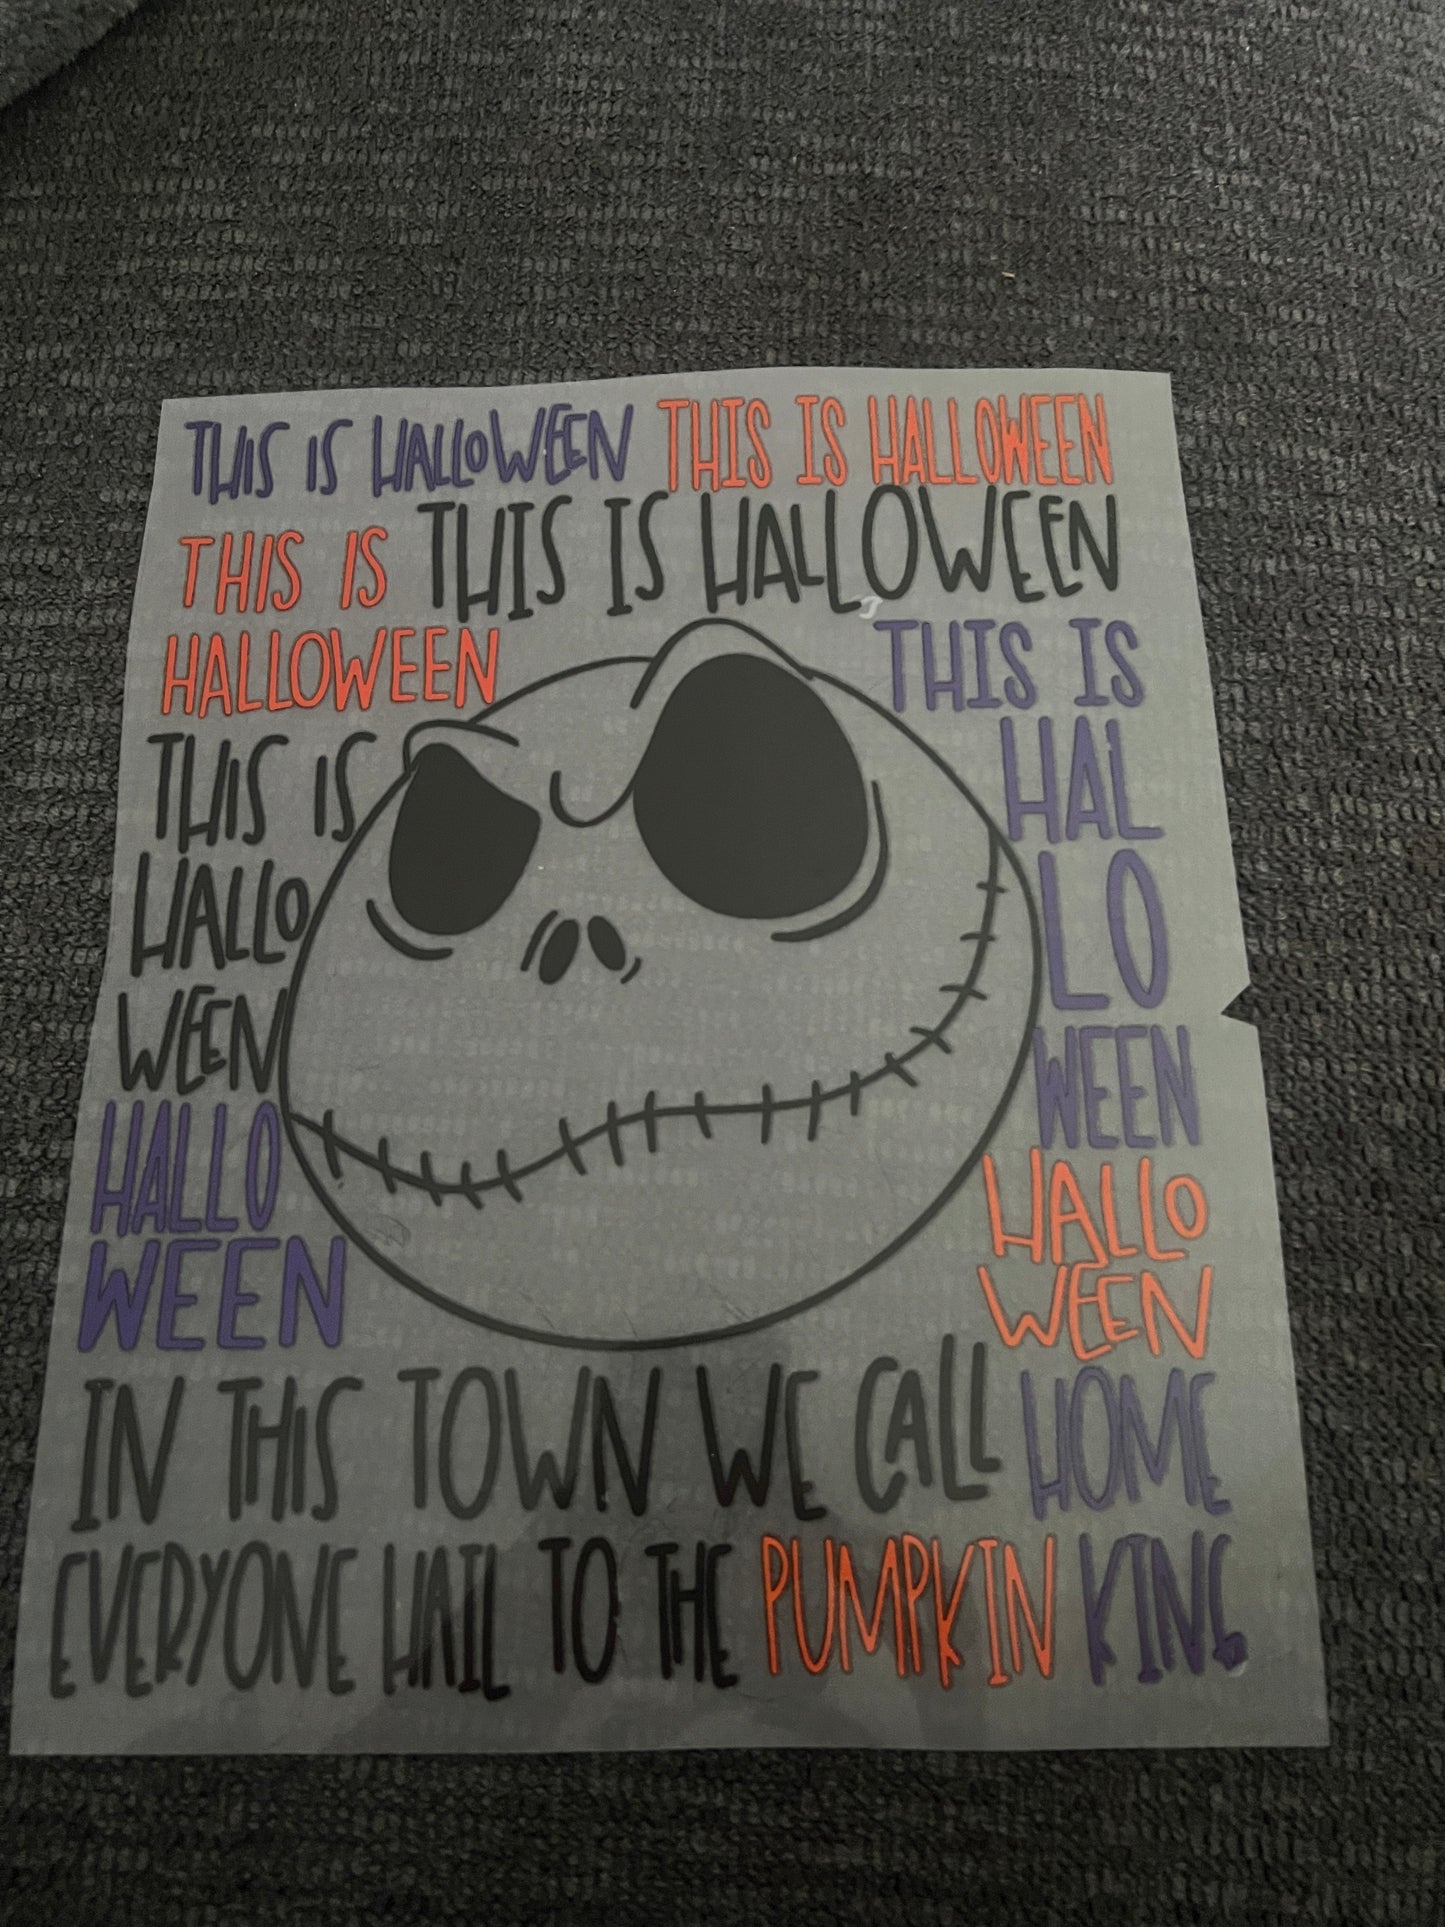 THIS IS HALLOWEEN THIS IS HALLOWEEN
THIS IS THIS IS HALLOWEEN
HALLOWEEN
THIS IS
HAL
LO
WEEN
THIS IS
HALLO
WEEN
HALLO
WEEN
HALLO
WEEN
IN THIS TOWN WE CALL HOME
EVERYONE HAIL TO THE PUMPKIN KING